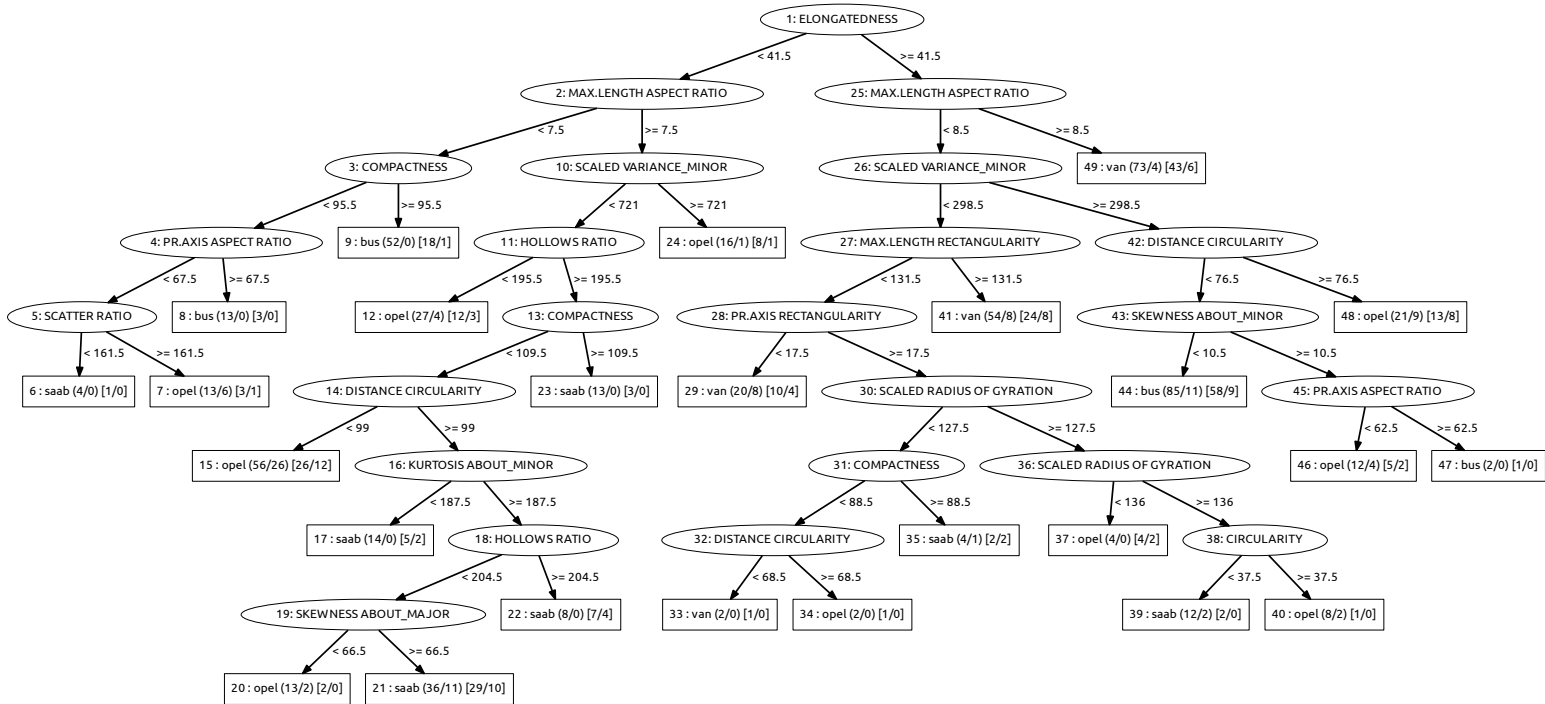 1: ELONGATEDNESS
< 41.5 >= 41.5
2: MAX.LENGTH ASPECT RATIO 25: MAX.LENGTH ASPECT RATIO
< 7.5 >= 7.5 < 8.5 >= 8.5
3: COMPACTNESS 10: SCALED VARIANCE_MINOR 26: SCALED VARIANCE_MINOR 49 : van (73/4) [43/6]
< 95.5 >= 95.5 < 721 >= 721 < 298.5 >= 298.5
4: PR.AXIS ASPECT RATIO 9 : bus (52/0) [18/1] 11: HOLLOWS RATIO 24 : opel (16/1) [8/1] 27: MAX.LENGTH RECTANGULARITY 42: DISTANCE CIRCULARITY
< 67.5 >= 67.5 < 195.5 >= 195.5 < 131.5 >= 131.5 < 76.5 >= 76.5
5: SCATTER RATIO 8 : bus (13/0) [3/0] 12 : opel (27/4) [12/3] 13: COMPACTNESS 28: PR.AXIS RECTANGULARITY 41 : van (54/8) [24/8] 43: SKEWNESS ABOUT_MINOR 48 : opel (21/9) [13/8]
< 161.5 >= 161.5 < 109.5 >= 109.5 < 17.5 >= 17.5 < 10.5 >= 10.5
6 : saab (4/0) [1/0] 7 : opel (13/6) [3/1] 14: DISTANCE CIRCULARITY 23 : saab (13/0) [3/0] 29 : van (20/8) [10/4] 30: SCALED RADIUS OF GYRATION 44 : bus (85/11) [58/9] 45: PR.AXIS ASPECT RATIO
< 99 >= 99 < 127.5 >= 127.5 < 62.5 >= 62.5
15 : opel (56/26) [26/12] 16: KURTOSIS ABOUT_MINOR 31: COMPACTNESS 36: SCALED RADIUS OF GYRATION 46 : opel (12/4) [5/2] 47 : bus (2/0) [1/0]
< 187.5 >= 187.5 < 88.5 >= 88.5 < 136 >= 136
17 : saab (14/0) [5/2] 18: HOLLOWS RATIO 32: DISTANCE CIRCULARITY 35 : saab (4/1) [2/2] 37 : opel (4/0) [4/2] 38: CIRCULARITY
< 204.5 >= 204.5 < 68.5 >= 68.5 < 37.5 >= 37.5
19: SKEWNESS ABOUT_MAJOR 22 : saab (8/0) [7/4] 33 : van (2/0) [1/0] 34 : opel (2/0) [1/0] 39 : saab (12/2) [2/0] 40 : opel (8/2) [1/0]
< 66.5 >= 66.5
20 : opel (13/2) [2/0] 21 : saab (36/11) [29/10]